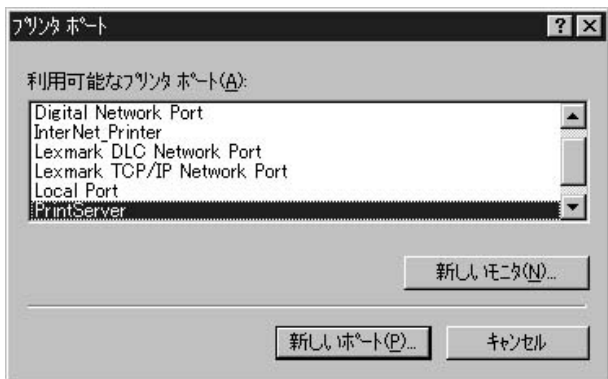 プリンタ ポート
利用可能なプリンタ ポート(A):
Digital Network Port
InterNet_Printer
Lexmark DLC Network Port
Lexmark TCP/IP Network Port
Local Port
PrintServer
新しいモニタ(N)...
新しいポート(P)...
キャンセル